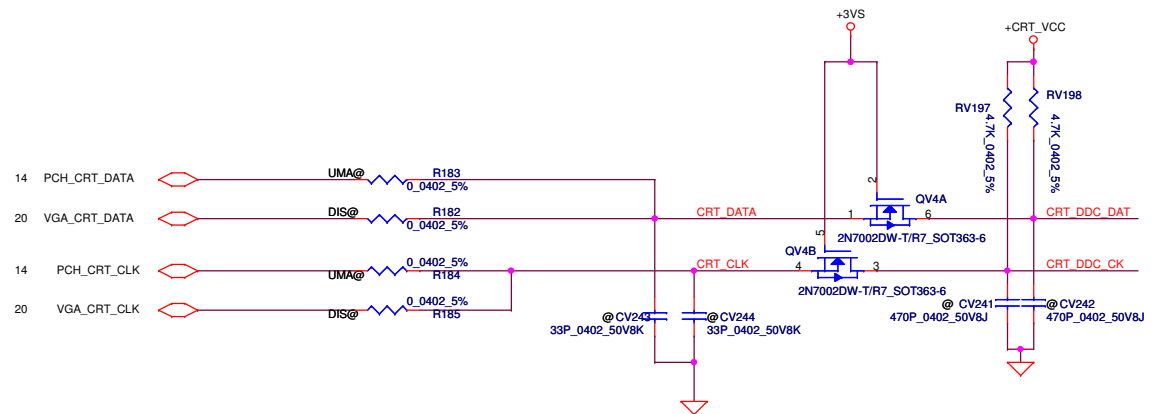 +3VS
+CRT_VCC
RV197
4.7K_0402_5%
RV198
4.7K_0402_5%
14 PCH_CRT_DATA
UMA@
R183
0_0402_5%
2
QV4A
20 VGA_CRT_DATA
DIS@
R182
0_0402_5%
CRT_DATA
1
6
CRT_DDC_DAT
2N7002DW-T/R7_SOT363-6
5
QV4B
14 PCH_CRT_CLK
UMA@
0_0402_5%
R184
CRT_CLK
4
3
CRT_DDC_CK
2N7002DW-T/R7_SOT363-6
20 VGA_CRT_CLK
DIS@
0_0402_5%
R185
@ CV243
33P_0402_50V8K
@ CV244
33P_0402_50V8K
@ CV241
470P_0402_50V8J
@ CV242
470P_0402_50V8J